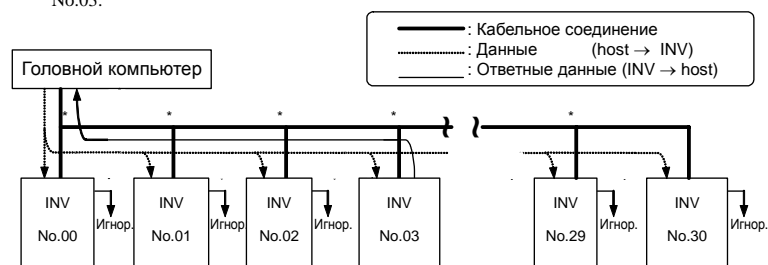 No.03.
: Кабельное соединение
: Данные (host → INV)
: Ответные данные (INV → host)
Головной компьютер
* * * * *
INV INV INV INV INV INV
Игнор. Игнор. Игнор. Игнор. Игнор.
No.00 No.01 No.02 No.03 No.29 No.30